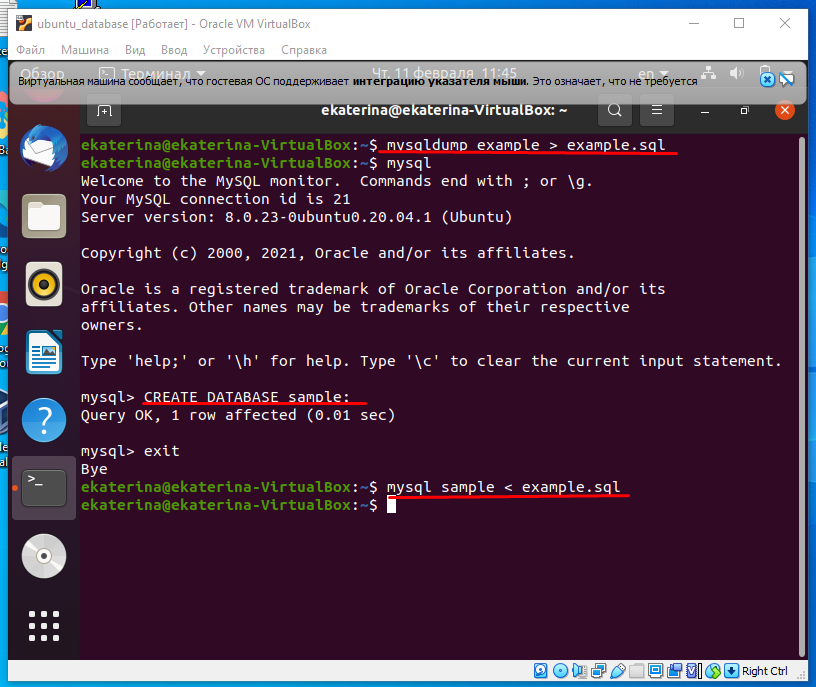 ubuntu_database [Работает] - Oracle VM VirtualBox
Файл Машина Вид Ввод Устройства Справка
Обзор Терминал Чт, 11 февраля 11:45 en
Виртуальная машина сообщает, что гостевая ОС поддерживает интеграцию указателя мыши. Это означает, что не требуется
ekaterina@ekaterina-VirtualBox: ~
ekaterina@ekaterina-VirtualBox:~$ mysqldump example > example.sql
ekaterina@ekaterina-VirtualBox:~$ mysql
Welcome to the MySQL monitor.  Commands end with ; or \g.
Your MySQL connection id is 21
Server version: 8.0.23-0ubuntu0.20.04.1 (Ubuntu)
Copyright (c) 2000, 2021, Oracle and/or its affiliates.
Oracle is a registered trademark of Oracle Corporation and/or its
affiliates. Other names may be trademarks of their respective
owners.
Type 'help;' or '\h' for help. Type '\c' to clear the current input statement.
mysql> CREATE DATABASE sample;
Query OK, 1 row affected (0.01 sec)
mysql> exit
Bye
ekaterina@ekaterina-VirtualBox:~$ mysql sample < example.sql
ekaterina@ekaterina-VirtualBox:~$
Right Ctrl